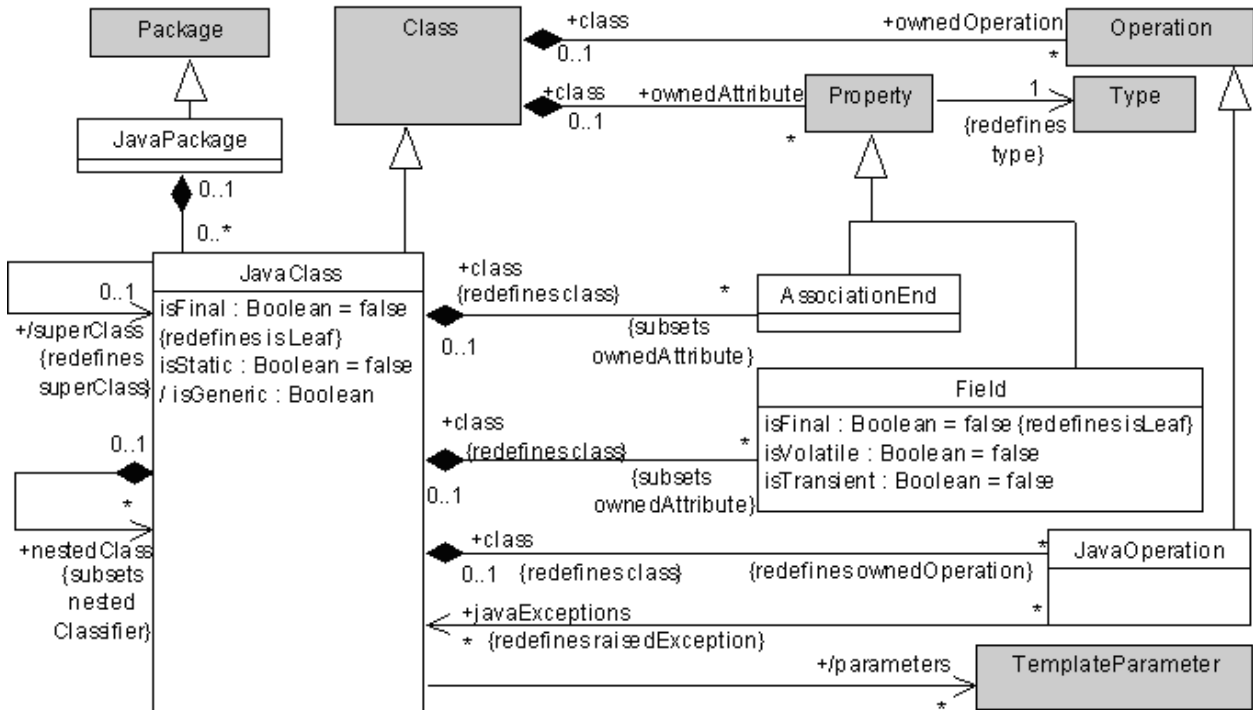 Package
Class
+class
0..1
+ownedOperation
*
Operation
+class
0..1
+ownedAttribute
*
Property
1
{redefines
type}
Type
JavaPackage
0..1
0..*
JavaClass
isFinal : Boolean = false
{redefines isLeaf}
isStatic : Boolean = false
/ isGeneric : Boolean
0..1
+/superClass
{redefines
superClass}
0..1
*
+nestedClass
{subsets
nested
Classifier}
+class
{redefines class}
0..1
*
{subsets
ownedAttribute}
AssociationEnd
+class
{redefines class}
0..1
*
{subsets
ownedAttribute}
Field
isFinal : Boolean = false {redefines isLeaf}
isVolatile : Boolean = false
isTransient : Boolean = false
+class
0..1
{redefines class}
*
{redefines ownedOperation}
JavaOperation
+javaExceptions
*
{redefines raisedException}
*
+/parameters
*
TemplateParameter